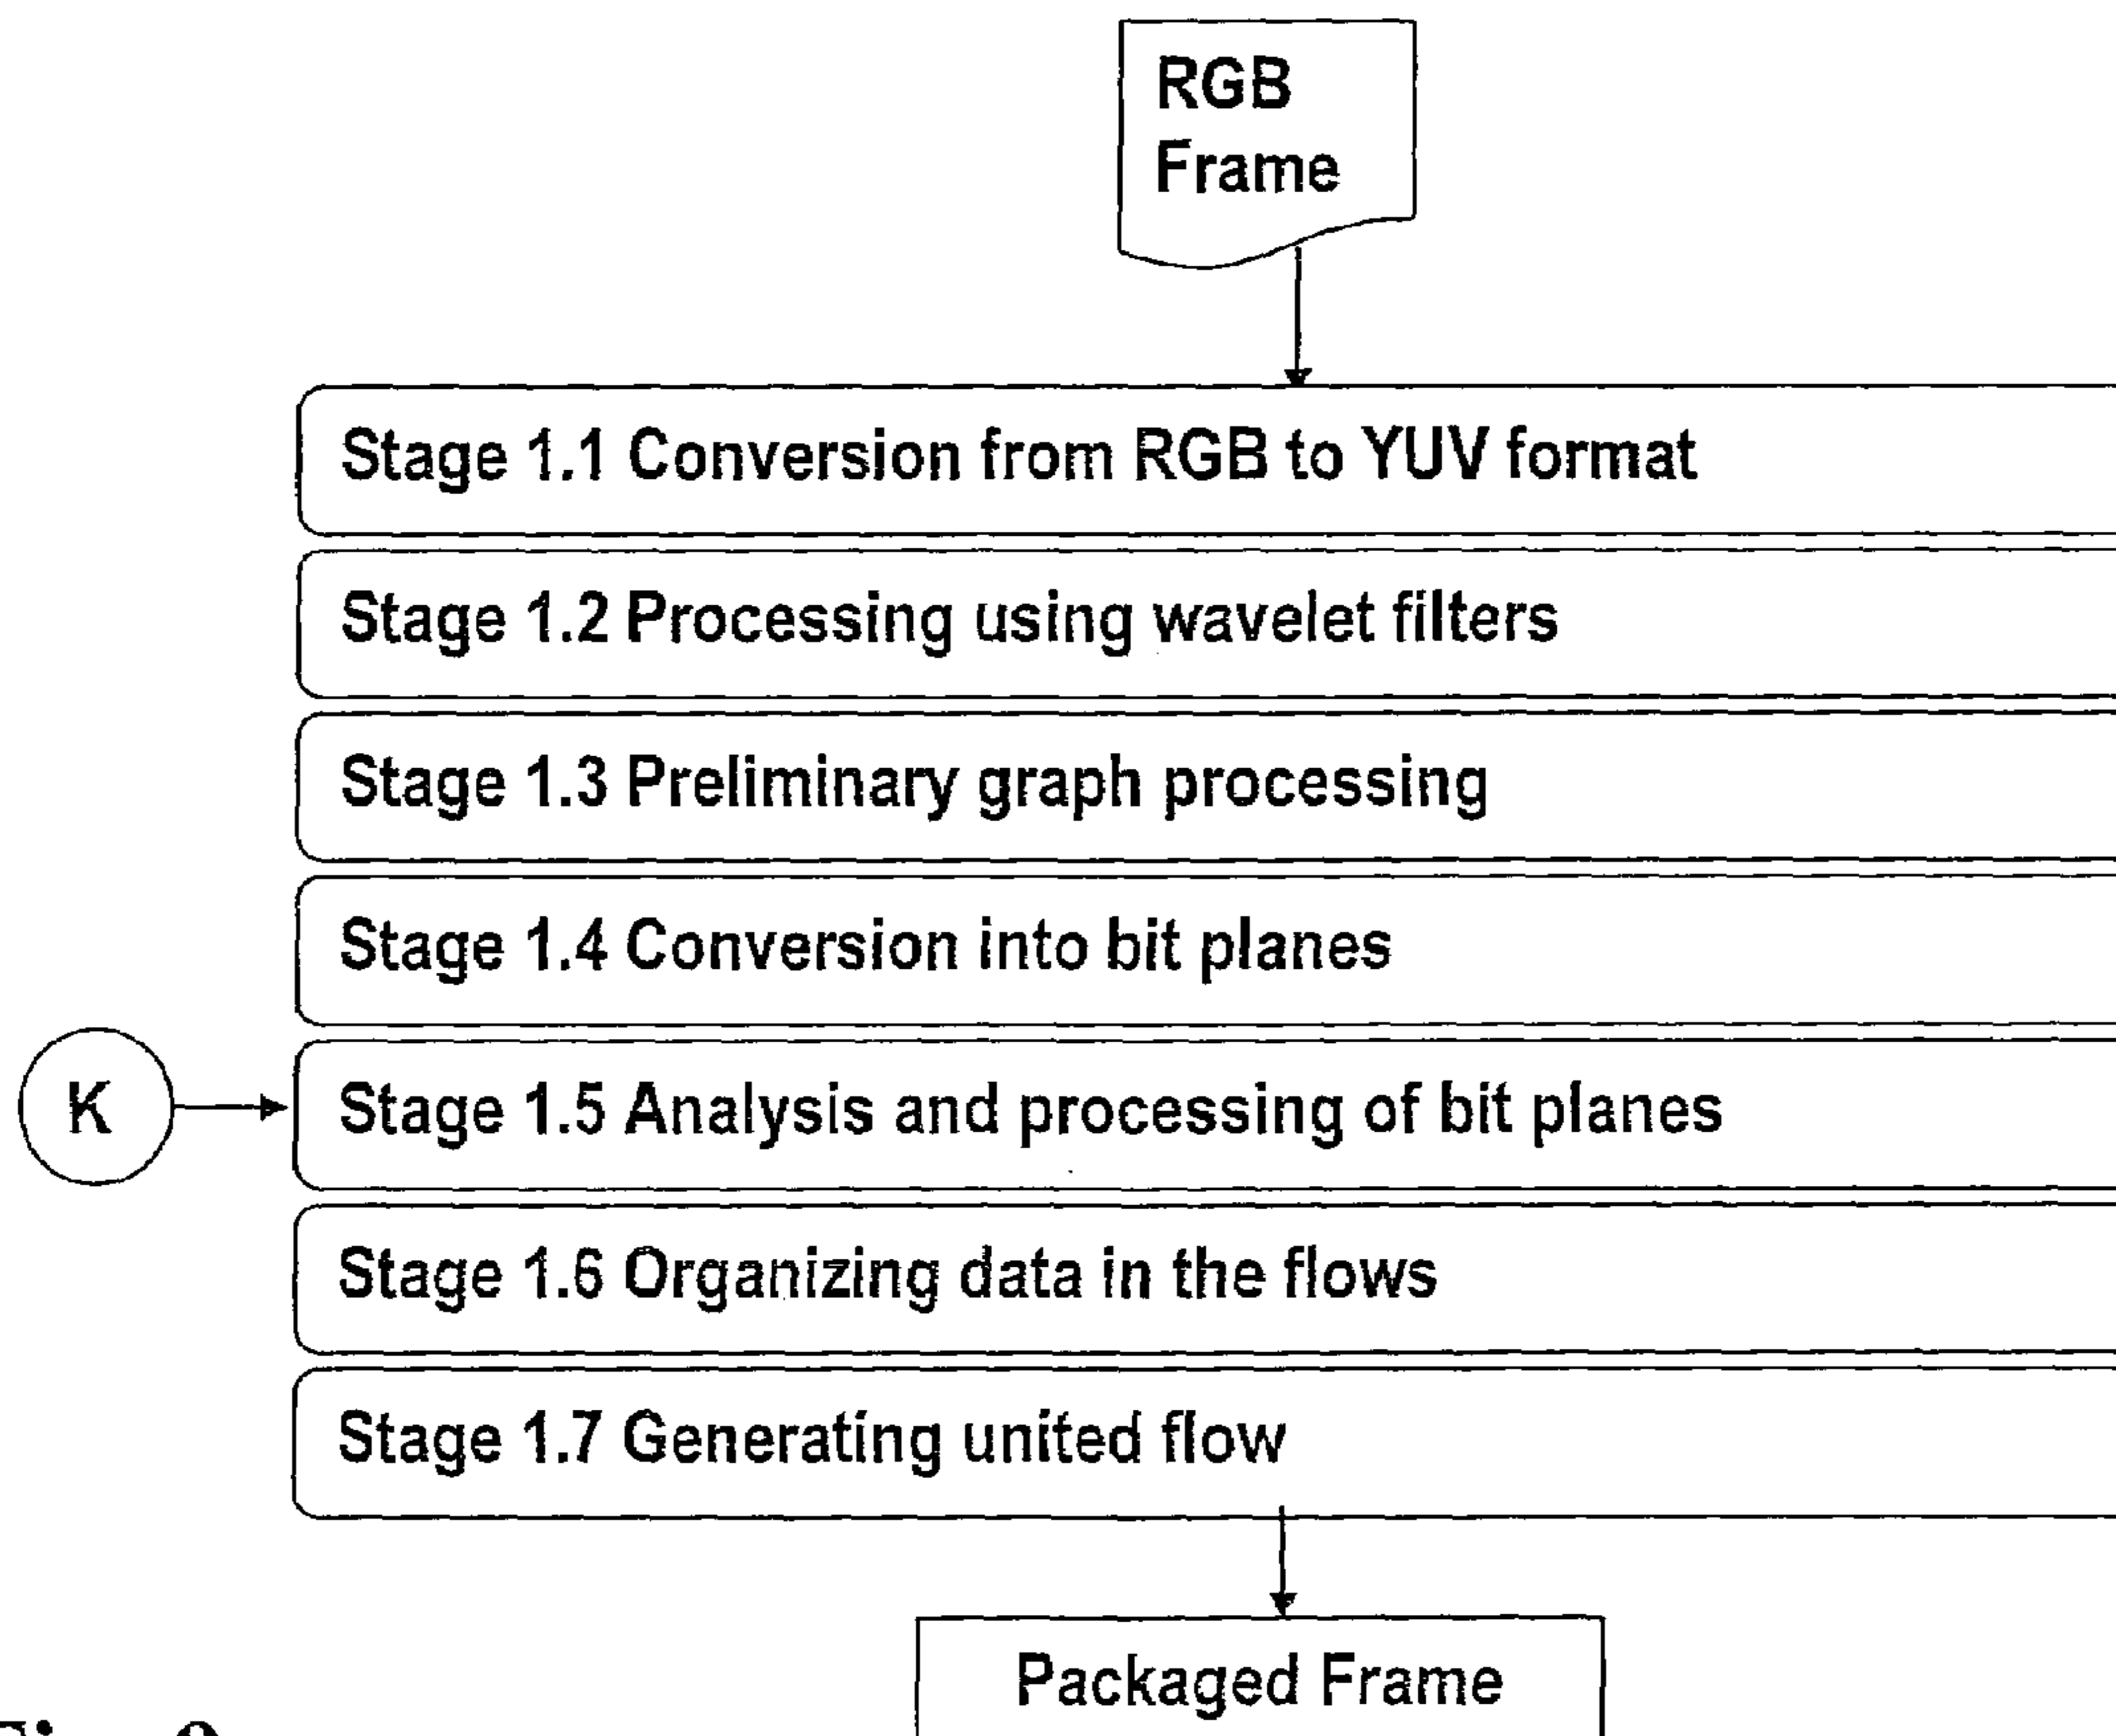 RGB
Frame
Stage 1.1 Conversion from RGB to YUV format
Stage 1.2 Processing using wavelet filters
Stage 1.3 Preliminary graph processing
Stage 1.4 Conversion into bit planes
K
Stage 1.5 Analysis and processing of bit planes
Stage 1.6 Organizing data in the flows
Stage 1.7 Generating united flow
Packaged Frame